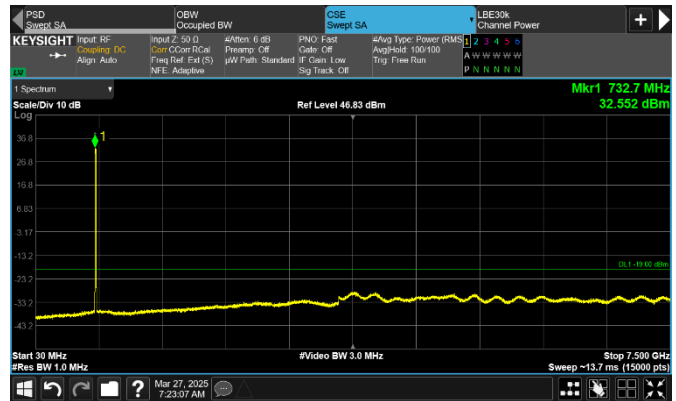 PSD
Swept SA
OBW
Occupied BW
CSE
Swept SA
LBE30k
Channel Power
KEYSIGHT
Input: RF
Coupling: DC
Align: Auto
Input Z: 50 Ω
Corr CCorr RCal
Freq Ref: Ext (S)
NFE: Adaptive
#Atten: 6 dB
Preamp: Off
µW Path: Standard
PNO: Fast
Gate: Off
IF Gain: Low
Sig Track: Off
#Avg Type: Power (RMS
Avg|Hold: 100/100
Trig: Free Run
1 2 3 4 5 6
A W W W W W
P N N N N N
LXI
1 Spectrum
Scale/Div 10 dB
Ref Level 46.83 dBm
Mkr1 732.7 MHz
32.552 dBm
Log
1
36.8
26.8
16.8
6.83
-3.17
-13.2
DL1 -19.00 dBm
-23.2
-33.2
-43.2
Start 30 MHz
#Video BW 3.0 MHz
Stop 7.500 GHz
#Res BW 1.0 MHz
Sweep ~13.7 ms (15000 pts)
?
Mar 27, 2025
7:23:07 AM